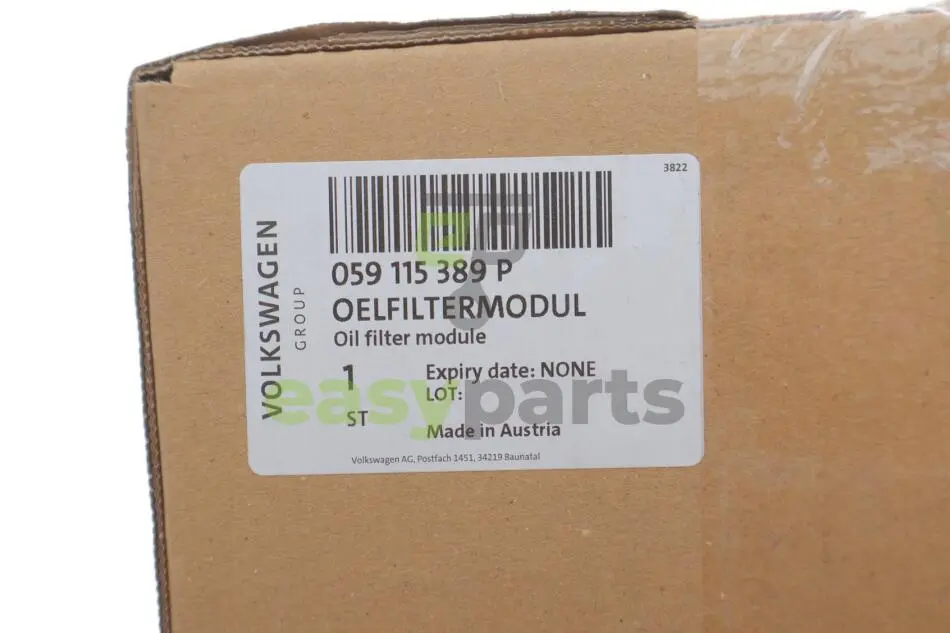 3822
VOLKSWAGEN
GROUP
059 115 389 P
OELFILTERMODUL
Oil filter module
1
ST
Expiry date: NONE
LOT:
Made in Austria
Volkswagen AG, Postfach 1451, 34219 Baunatal
easyparts